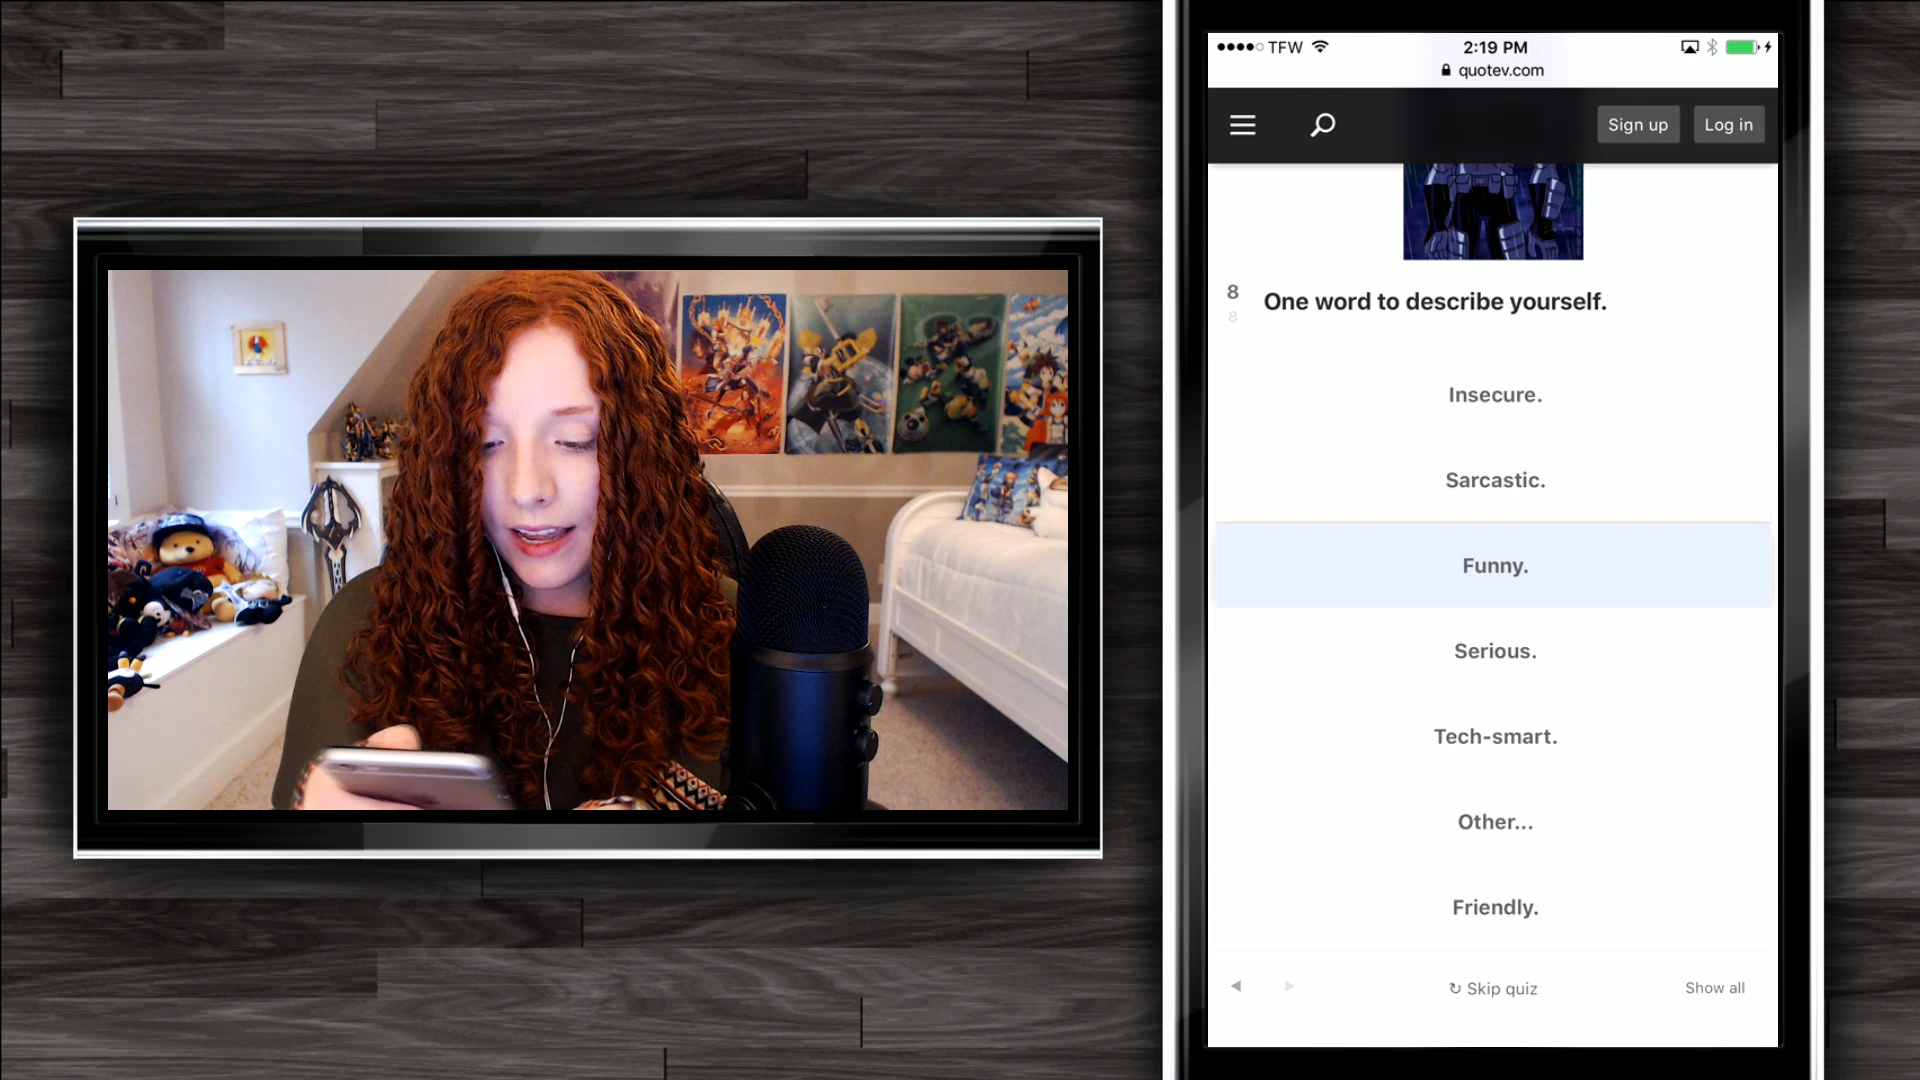 TFW
2:19 PM
quotev.com
Sign up
Log in
8
8
One word to describe yourself.
Insecure.
Sarcastic.
Funny.
Serious.
Tech-smart.
Other...
Friendly.
Skip quiz
Show all